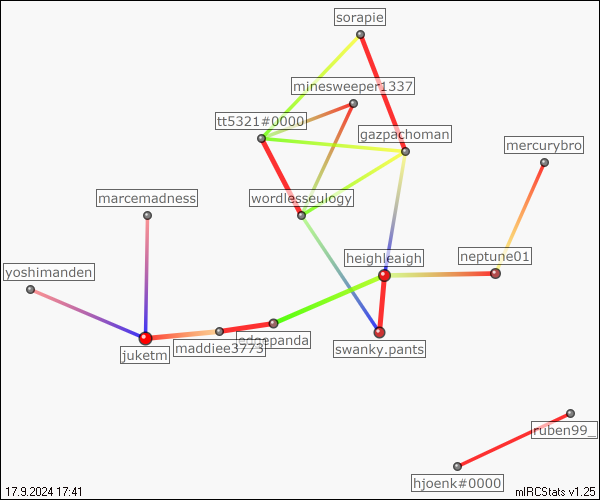 sorapie
minesweeper1337
tt5321#0000
gazpachoman
mercurybro
marcemadness
wordlesseulogy
heighleaigh
neptune01
yoshimanden
edgepanda
maddiee3773
swanky.pants
juketm
ruben99_
hjoenk#0000
17.9.2024 17:41
mIRCStats v1.25